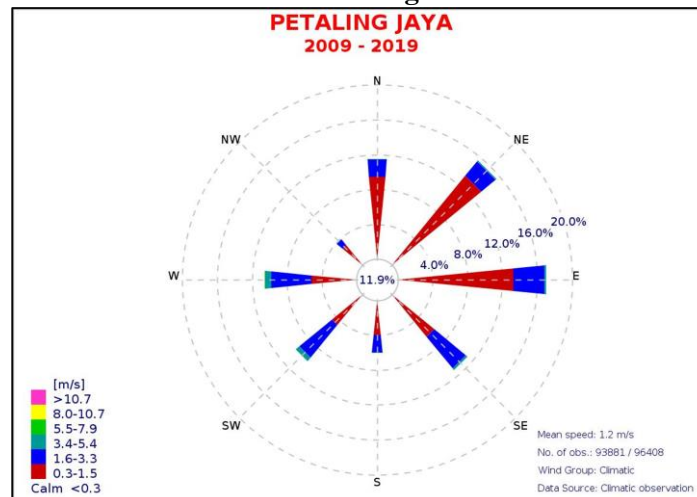 PETALING JAYA
2009 - 2019
N
NW
NE
20.0%
16.0%
12.0%
8.0%
4.0%
W
11.9%
E
[m/s]
>10.7
8.0-10.7
5.5-7.9
3.4-5.4
1.6-3.3
0.3-1.5
Calm <0.3
SW
SE
S
Mean speed: 1.2 m/s
No. of obs.: 93881 / 96408
Wind Group: Climatic
Data Source: Climatic observation